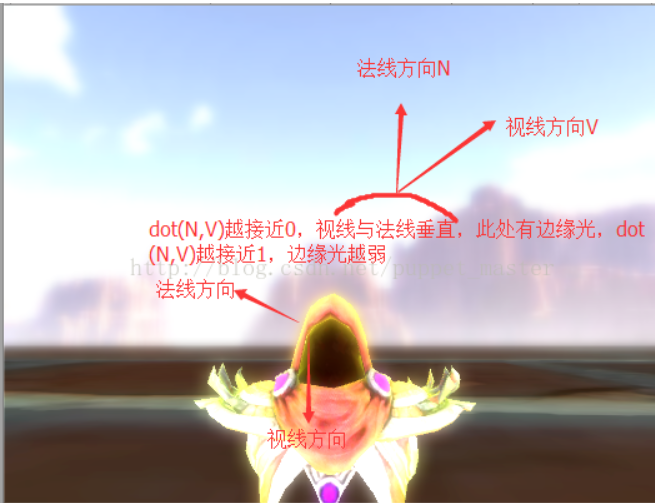 法线方向N
视线方向V
dot(N,V)越接近0，视线与法线垂直，此处有边缘光，dot
(N,V)越接近1，边缘光越弱
法线方向
视线方向